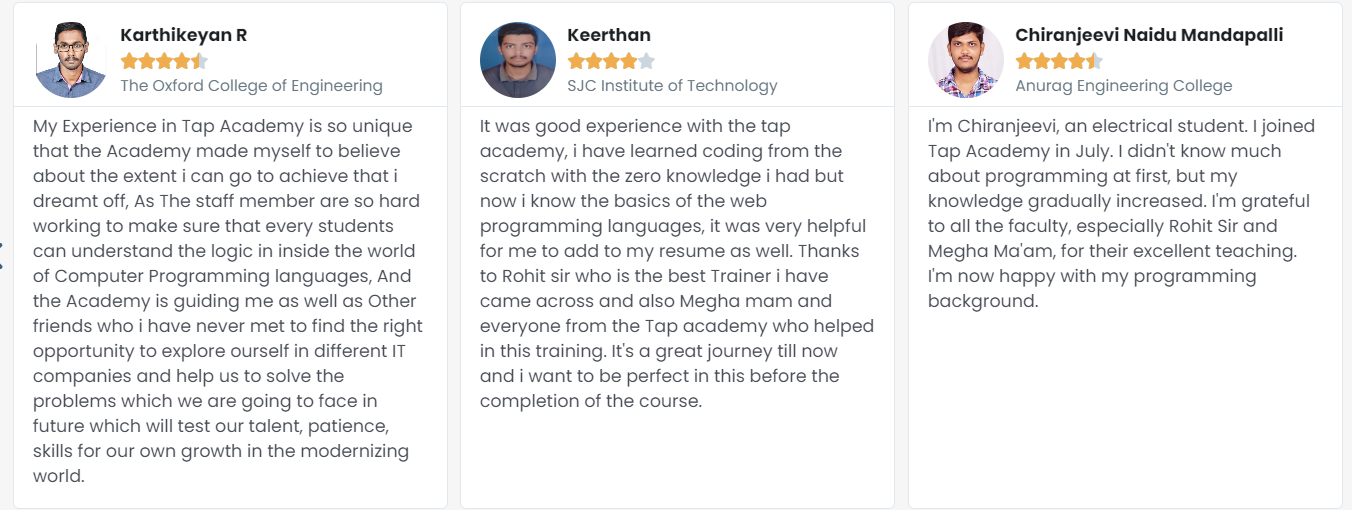 Karthikeyan R
The Oxford College of Engineering
My Experience in Tap Academy is so unique
that the Academy made myself to believe
about the extent i can go to achieve that i
dreamt off, As The staff member are so hard
working to make sure that every students
can understand the logic in inside the world
of Computer Programming languages, And
the Academy is guiding me as well as Other
friends who i have never met to find the right
opportunity to explore ourself in different IT
companies and help us to solve the
problems which we are going to face in
future which will test our talent, patience,
skills for our own growth in the modernizing
world.
Keerthan
SJC Institute of Technology
It was good experience with the tap
academy, i have learned coding from the
scratch with the zero knowledge i had but
now i know the basics of the web
programming languages, it was very helpful
for me to add to my resume as well. Thanks
to Rohit sir who is the best Trainer i have
came across and also Megha mam and
everyone from the Tap academy who helped
in this training. It's a great journey till now
and i want to be perfect in this before the
completion of the course.
Chiranjeevi Naidu Mandapalli
Anurag Engineering College
I'm Chiranjeevi, an electrical student. I joined
Tap Academy in July. I didn't know much
about programming at first, but my
knowledge gradually increased. I'm grateful
to all the faculty, especially Rohit Sir and
Megha Ma'am, for their excellent teaching.
I'm now happy with my programming
background.